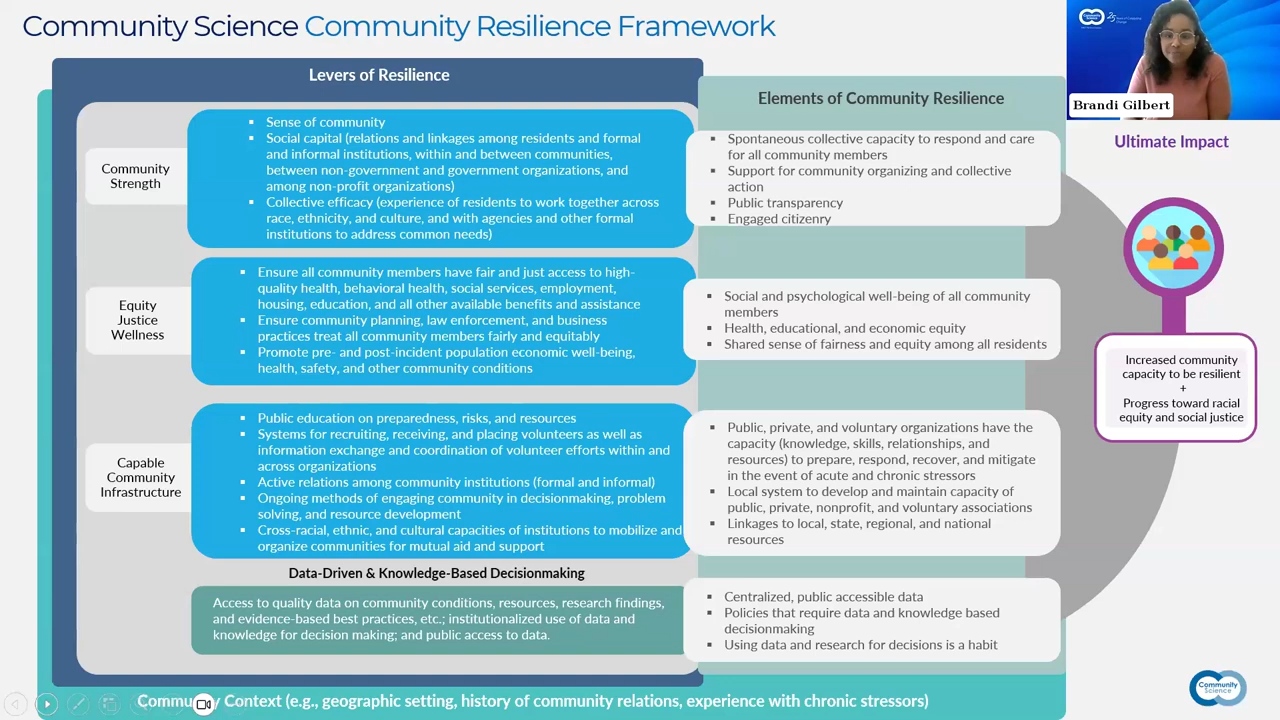 Community Science Community Resilience Framework
Brandi Gilbert
Levers of Resilience
Elements of Community Resilience
Ultimate Impact
Community
Strength
▪ Sense of community
▪ Social capital (relations and linkages among residents and formal
and informal institutions, within and between communities,
between non-government and government organizations, and
among non-profit organizations)
▪ Collective efficacy (experience of residents to work together across
race, ethnicity, and culture, and with agencies and other formal
institutions to address common needs)
▪ Spontaneous collective capacity to respond and care
for all community members
▪ Support for community organizing and collective
action
▪ Public transparency
▪ Engaged citizenry
Equity
Justice
Wellness
▪ Ensure all community members have fair and just access to high-
quality health, behavioral health, social services, employment,
housing, education, and all other available benefits and assistance
▪ Ensure community planning, law enforcement, and business
practices treat all community members fairly and equitably
▪ Promote pre- and post-incident population economic well-being,
health, safety, and other community conditions
▪ Social and psychological well-being of all community
members
▪ Health, educational, and economic equity
▪ Shared sense of fairness and equity among all residents
Increased community
capacity to be resilient
+
Progress toward racial
equity and social justice
Capable
Community
Infrastructure
▪ Public education on preparedness, risks, and resources
▪ Systems for recruiting, receiving, and placing volunteers as well as
information exchange and coordination of volunteer efforts within and
across organizations
▪ Active relations among community institutions (formal and informal)
▪ Ongoing methods of engaging community in decisionmaking, problem
solving, and resource development
▪ Cross-racial, ethnic, and cultural capacities of institutions to mobilize and
organize communities for mutual aid and support
▪ Public, private, and voluntary organizations have the
capacity (knowledge, skills, relationships, and
resources) to prepare, respond, recover, and mitigate
in the event of acute and chronic stressors
▪ Local system to develop and maintain capacity of
public, private, nonprofit, and voluntary associations
▪ Linkages to local, state, regional, and national
resources
Data-Driven & Knowledge-Based Decisionmaking
Access to quality data on community conditions, resources, research findings,
and evidence-based best practices, etc.; institutionalized use of data and
knowledge for decision making; and public access to data.
▪ Centralized, public accessible data
▪ Policies that require data and knowledge based
decisionmaking
▪ Using data and research for decisions is a habit
Context (e.g., geographic setting, history of community relations, experience with chronic stressors)
Community
Science